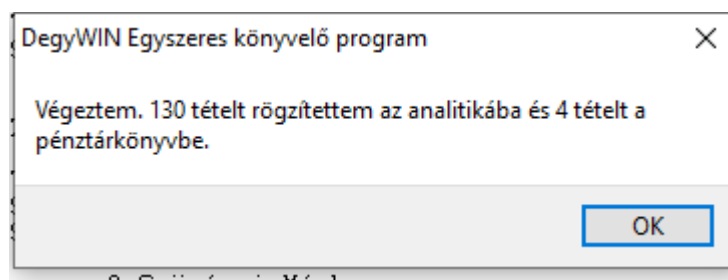 DegyWIN Egyszeres könyvelő program
Végeztem. 130 tételt rögzítettem az analitikába és 4 tételt a
pénztárkönyvbe.
OK